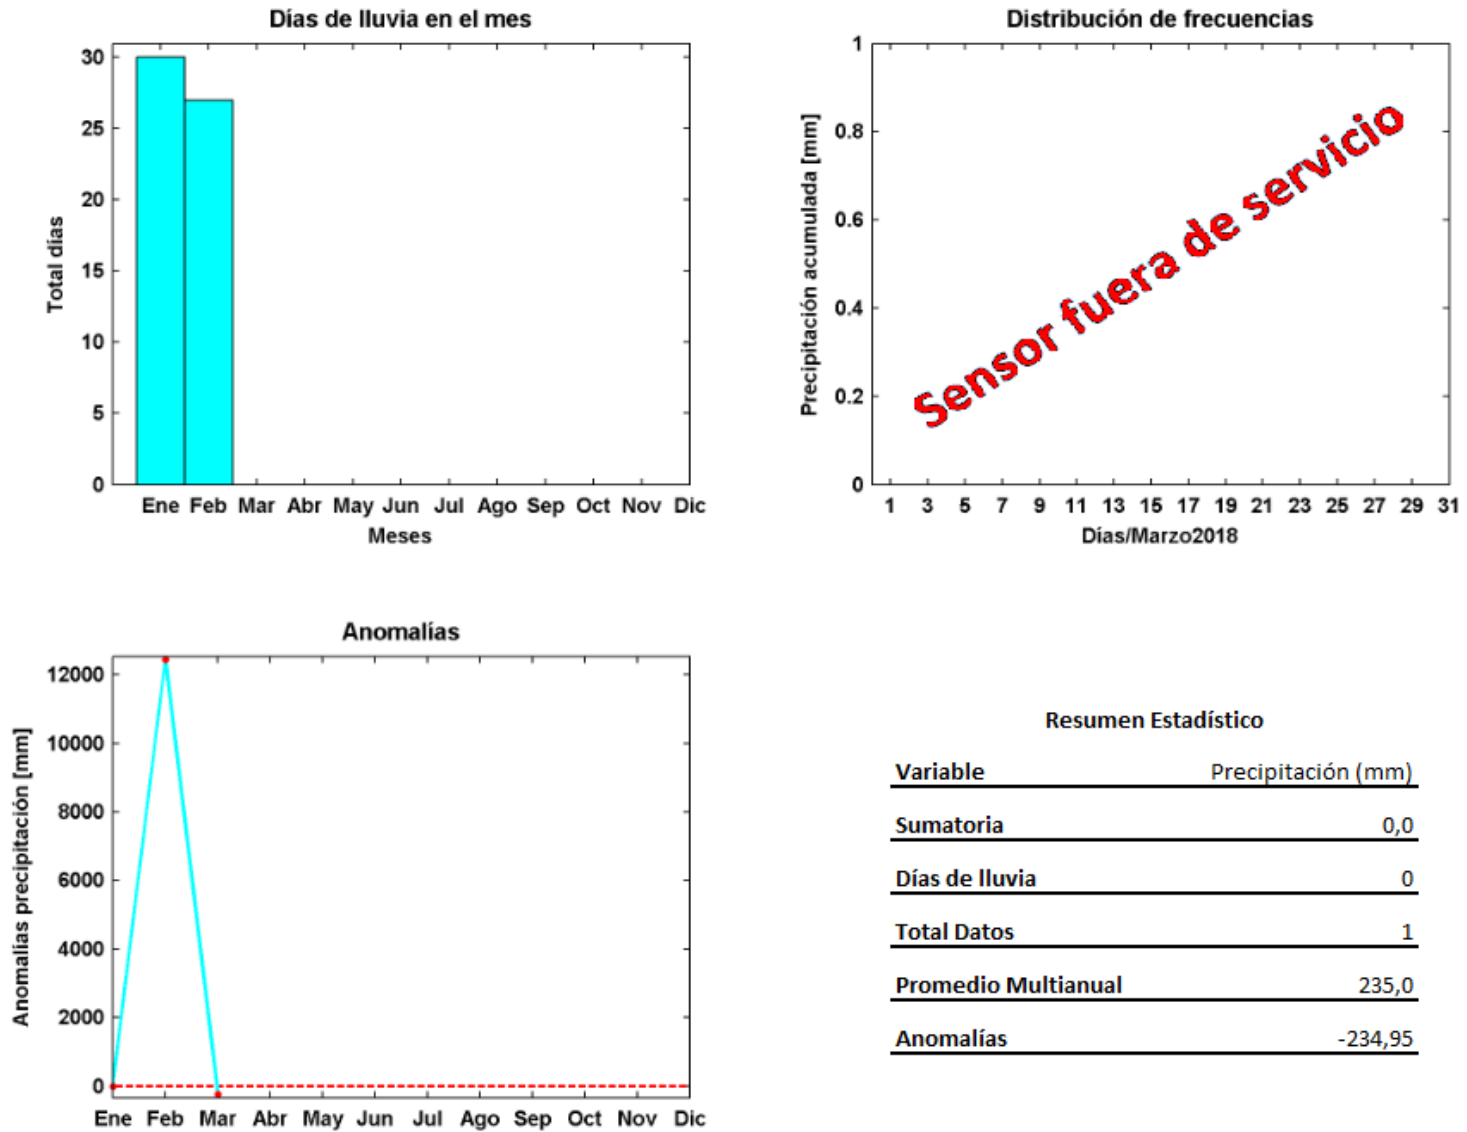 Días de lluvia en el mes
30
25
20
15
10
5
0
Total días
Ene Feb Mar Abr May Jun Jul Ago Sep Oct Nov Dic
Meses
Distribución de frecuencias
1
0.8
0.6
0.4
0.2
0
Precipitación acumulada [mm]
Sensor fuera de servicio
1 3 5 7 9 11 13 15 17 19 21 23 25 27 29 31
Días/Marzo2018
Anomalías
12000
10000
8000
6000
4000
2000
0
Anomalias precipitación [mm]
Ene Feb Mar Abr May Jun Jul Ago Sep Oct Nov Dic
Resumen Estadístico
Variable Precipitación (mm)
Sumatoria 0,0
Días de lluvia 0
Total Datos 1
Promedio Multianual 235,0
Anomalías -234,95